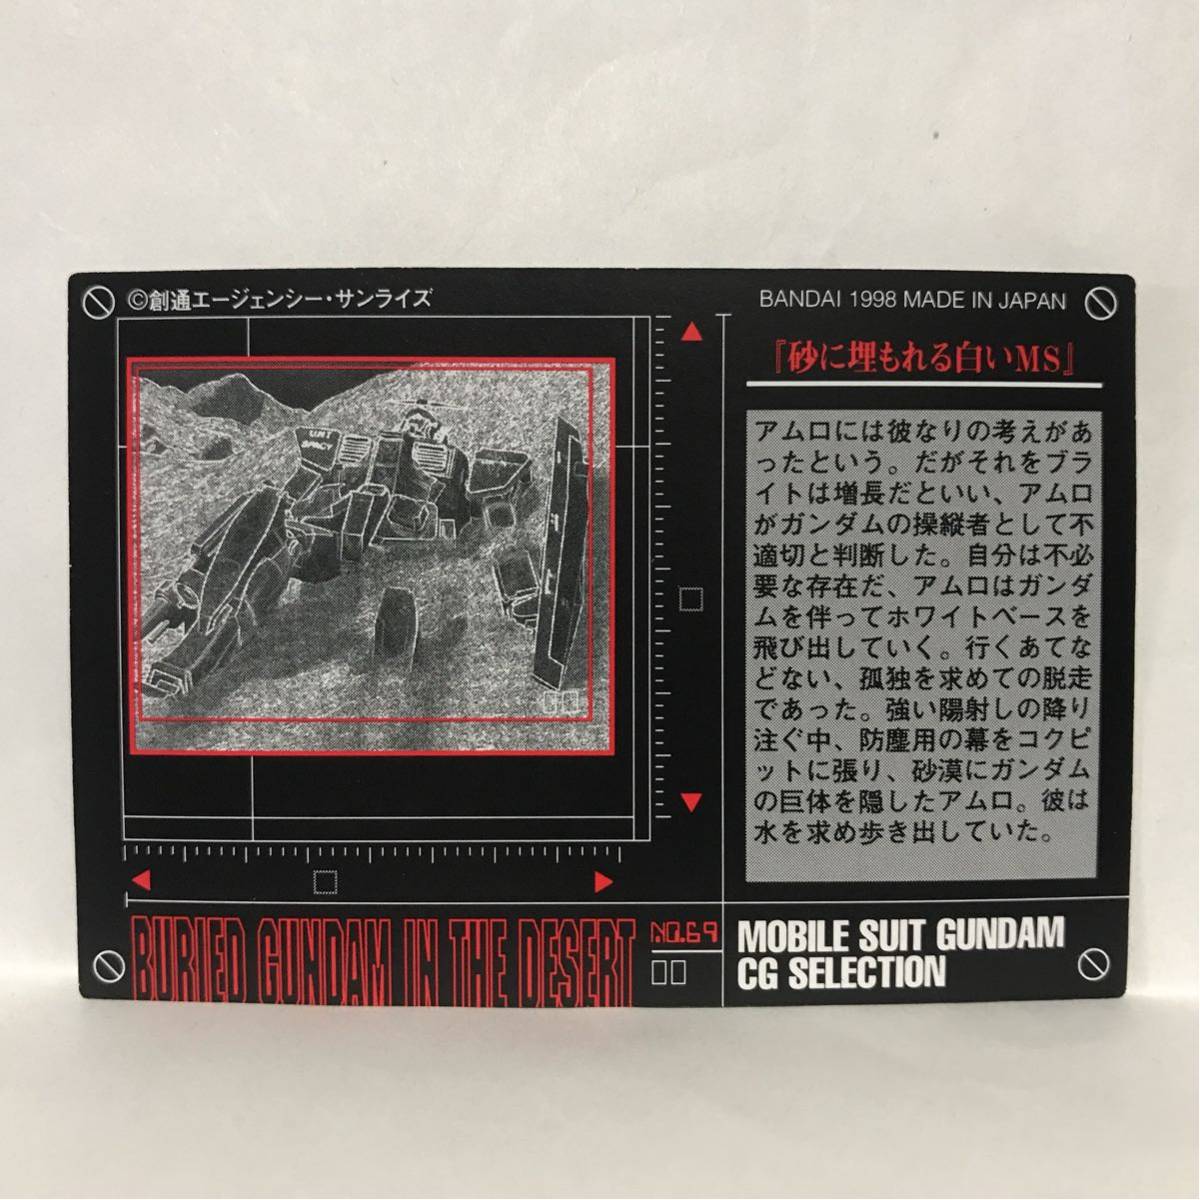 ©創通エージェンシー・サンライズ
BANDAI 1998 MADE IN JAPAN
『砂に埋もれる白いMS』
アムロには彼なりの考えがあ
ったという。だがそれをブラ
イトは増長だといい、アムロ
がガンダムの操縦者として不
適切と判断した。自分は不必
要な存在だ、アムロはガンダ
ムを伴ってホワイトベースを
飛び出していく。行くあてな
どない、孤独を求めての脱走
であった。強い陽射しの降り
注ぐ中、防塵用の幕をコクピ
ットに張り、砂漠にガンダム
の巨体を隠したアムロ。彼は
水を求め歩き出していた。
BURIED GUNDAM IN THE DESERT
NO.69
MOBILE SUIT GUNDAM
CG SELECTION